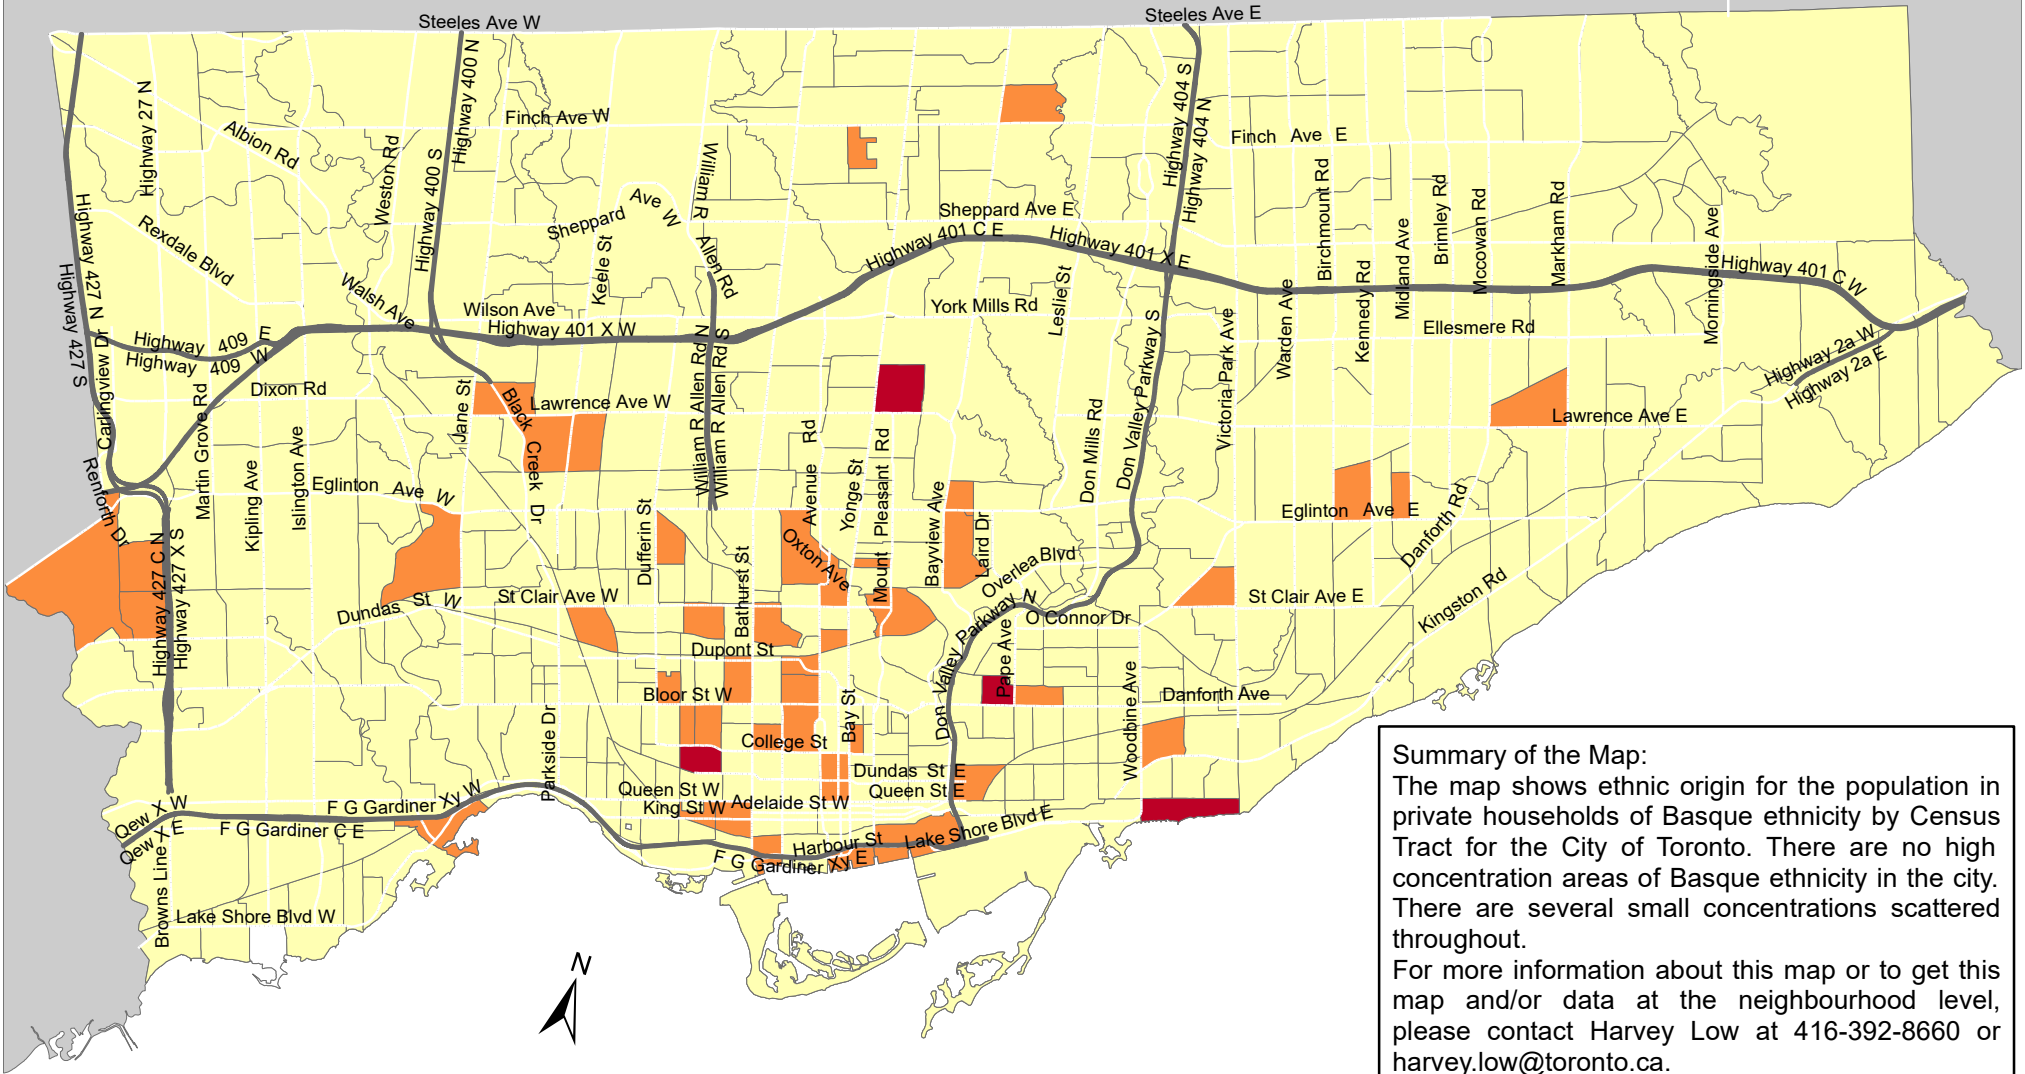 Steeles Ave W
Steeles Ave E
Highway 27 N
Albion Rd
Weston Rd
Highway 400 N
Highway 400 S
Finch Ave W
William R Allen Rd
Highway 404 S
Highway 404 N
Finch Ave E
Highway 427 N
Highway 427 S
Rexdale Blvd
Sheppard Ave W
Keele St
Sheppard Ave E
Highway 401 C E
Highway 401 X E
Birchmount Rd
Midland Ave
Brimley Rd
Mccowan Rd
Markham Rd
Morningside Ave
Highway 401 C W
Walsh Ave
Wilson Ave
Highway 401 X W
York Mills Rd
Leslie St
Warden Ave
Kennedy Rd
Ellesmere Rd
Highway 409 E
Highway 409 W
Carlingview Dr
Highway 2a W
Highway 2a E
Dixon Rd
Martin Grove Rd
Jane St
Black Creek Dr
Lawrence Ave W
William R Allen Rd N
William R Allen Rd S
Avenue Rd
Mount Pleasant Rd
Yonge St
Don Mills Rd
Don Valley Parkway S
Victoria Park Ave
Lawrence Ave E
Renforth Dr
Kipling Ave
Islington Ave
Eglinton Ave W
Dufferin St
Bathurst St
Oxton Ave
Bayview Ave
Laird Dr
Overlea Blvd
Eglinton Ave E
Danforth Rd
Highway 427 C N
Highway 427 X S
Dundas St W
St Clair Ave W
Don Valley Parkway N
O Connor Dr
St Clair Ave E
Kingston Rd
Dupont St
Pape Ave
Bloor St W
Bay St
Woodbine Ave
Danforth Ave
Parkside Dr
College St
Dundas St E
Queen St E
Queen St W
King St W
Adelaide St W
F G Gardiner Xy W
F G Gardiner C E
Qew X W
Qew X E
Harbour St
Lake Shore Blvd E
F G Gardiner Xy E
Browns Line
Lake Shore Blvd W
N
Summary of the Map:
The map shows ethnic origin for the population in
private households of Basque ethnicity by Census
Tract for the City of Toronto. There are no high
concentration areas of Basque ethnicity in the city.
There are several small concentrations scattered
throughout.
For more information about this map or to get this
map and/or data at the neighbourhood level,
please contact Harvey Low at 416-392-8660 or
harvey.low@toronto.ca.